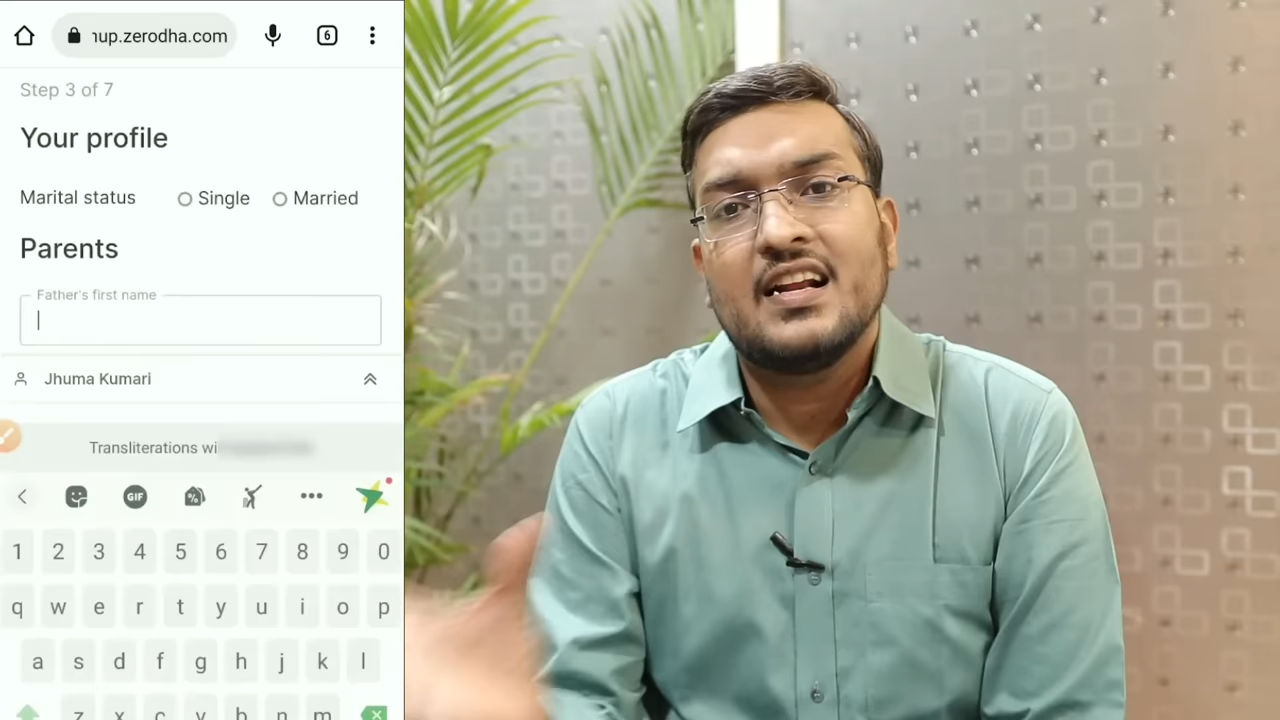 nup.zerodha.com
6
Step 3 of 7
Your profile
Marital status Single Married
Parents
Father's first name
Jhuma Kumari
Transliterations wi
GIF
1 2 3 4 5 6 7 8 9 0
q w e r t y u i o p
a s d f g h j k l
z x c v b n m